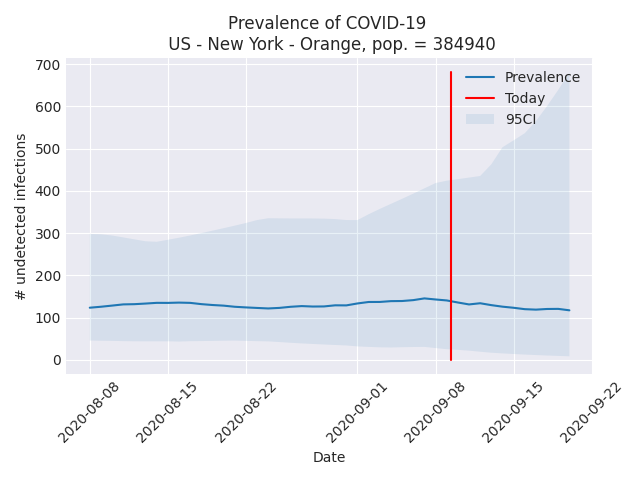 Prevalence of COVID-19
US - New York - Orange, pop. = 384940
700
600
500
400
300
200
100
0
# undetected infections
Prevalence
Today
95CI
2020-08-08
2020-08-15
2020-08-22
2020-09-01
2020-09-08
2020-09-15
2020-09-22
Date